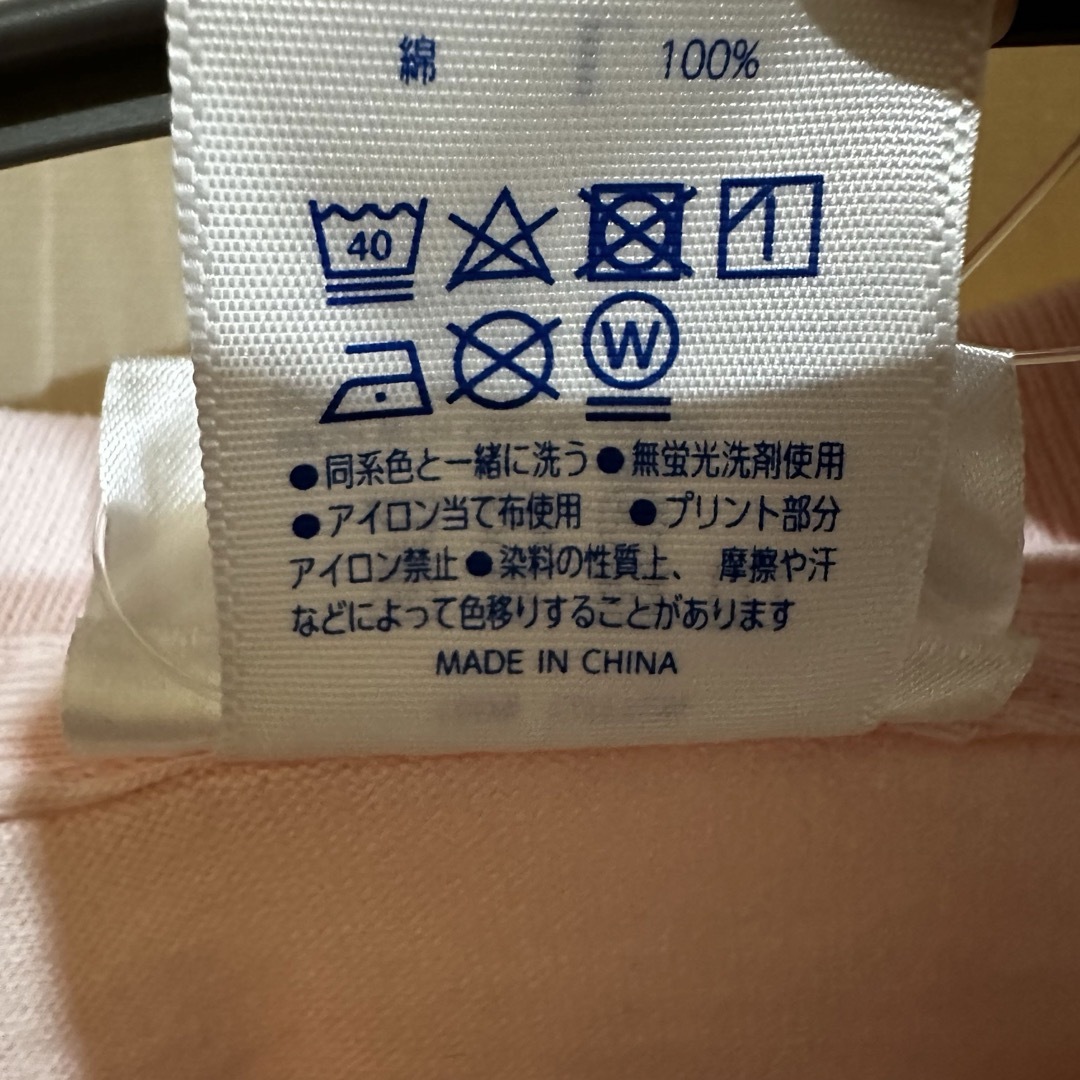 綿 100%
40
W
●同系色と一緒に洗う●無蛍光洗剤使用
●アイロン当て布使用 ●プリント部分
アイロン禁止●染料の性質上、 摩擦や汗
などによって色移りすることがあります
MADE IN CHINA